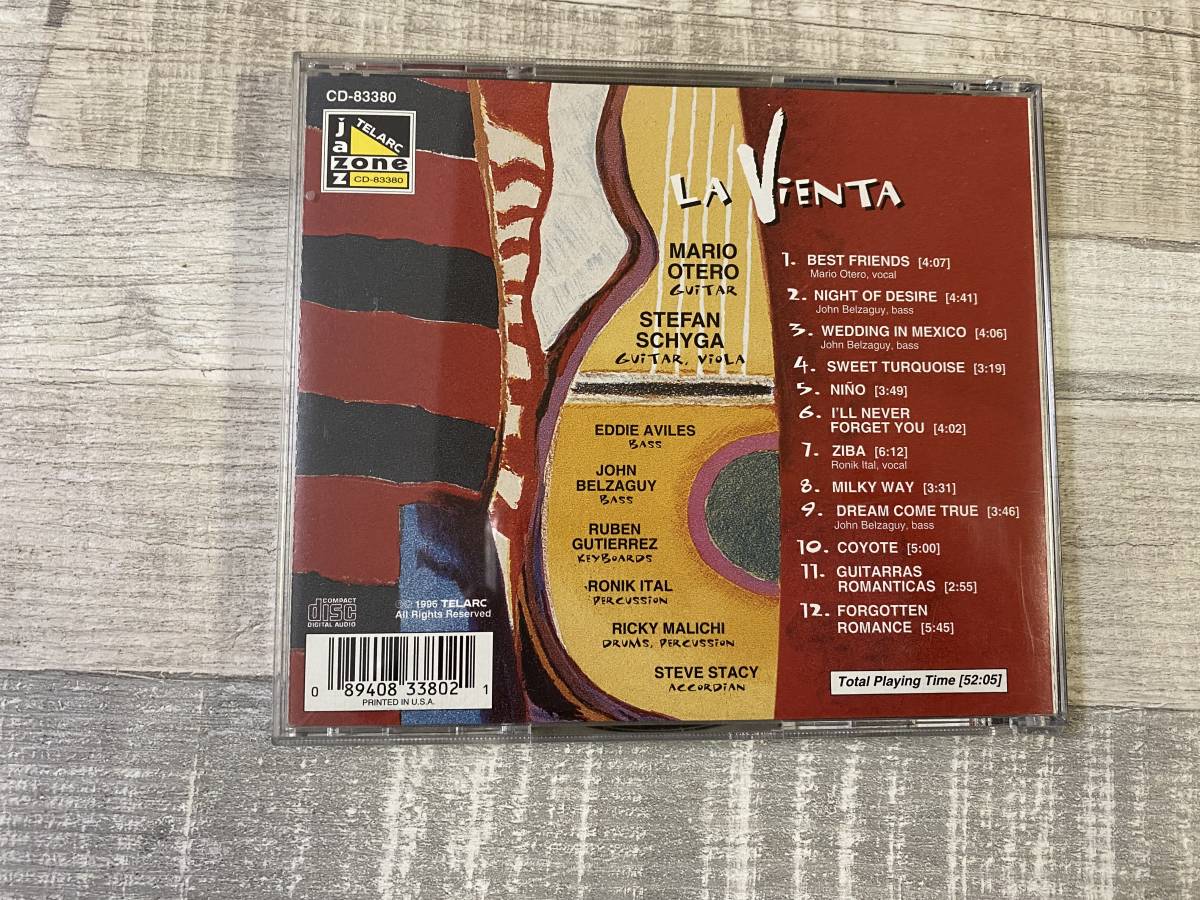 CD-83380
TELARC
jazz
zone
CD-83380
LA VIENTA
MARIO
OTERO
GUITAR
STEFAN
SCHYGA
GUITAR, VIOLA
EDDIE AVILES
BASS
JOHN
BELZAGUY
BASS
RUBEN
GUTIERREZ
KEYBOARDS
RONIK ITAL
PERCUSSION
RICKY MALICHI
DRUMS, PERCUSSION
STEVE STACY
ACCORDIAN
1. BEST FRIENDS [4:07]
Mario Otero, vocal
2. NIGHT OF DESIRE [4:41]
John Belzaguy, bass
3. WEDDING IN MEXICO [4:06]
John Belzaguy, bass
4. SWEET TURQUOISE [3:19]
5. NIÑO [3:49]
6. I'LL NEVER
FORGET YOU [4:02]
7. ZIBA [6:12]
Ronik Ital, vocal
8. MILKY WAY [3:31]
9. DREAM COME TRUE [3:46]
John Belzaguy, bass
10. COYOTE [5:00]
11. GUITARRAS
ROMANTICAS [2:55]
12. FORGOTTEN
ROMANCE [5:45]
Total Playing Time [52:05]
COMPACT
disc
DIGITAL AUDIO
℗© 1996 TELARC
All Rights Reserved
0 89408 33802 1
PRINTED IN U.S.A.